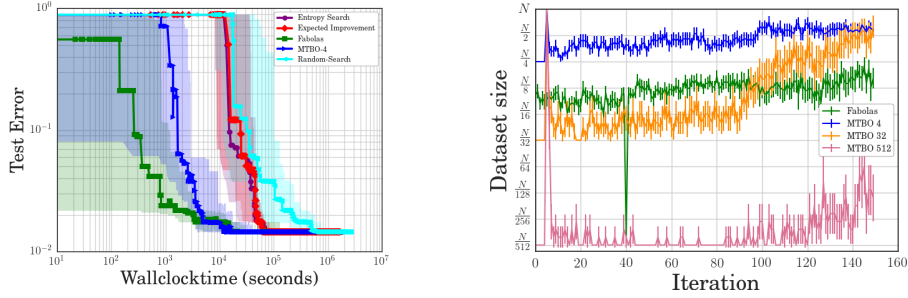 Entropy Search
Expected Improvement
Fabolas
MTBO-4
Random-Search
Test Error
10^0
10^-1
10^-2
10^1
10^2
10^3
10^4
10^5
10^6
10^7
Wallclocktime (seconds)
Dataset size
N
N/2
N/4
N/8
N/16
N/32
N/64
N/128
N/256
N/512
Fabolas
MTBO 4
MTBO 32
MTBO 512
0 20 40 60 80 100 120 140 160
Iteration